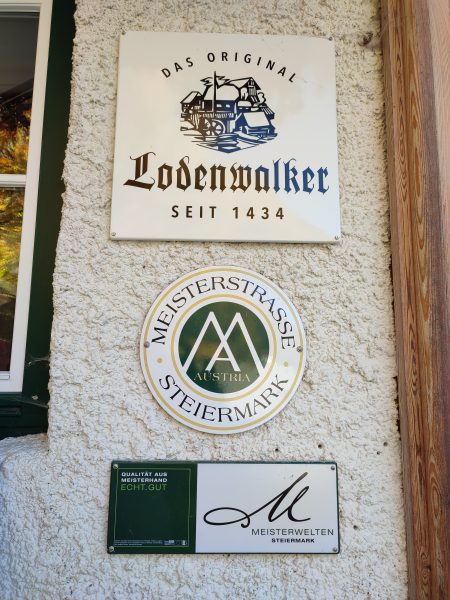 DAS ORIGINAL
Lodenwalker
SEIT 1434
MEISTERSTRASSE
AUSTRIA
STEIERMARK
QUALITÄT AUS
MEISTERHAND
ECHT.GUT
M
MEISTERWELTEN
STEIERMARK